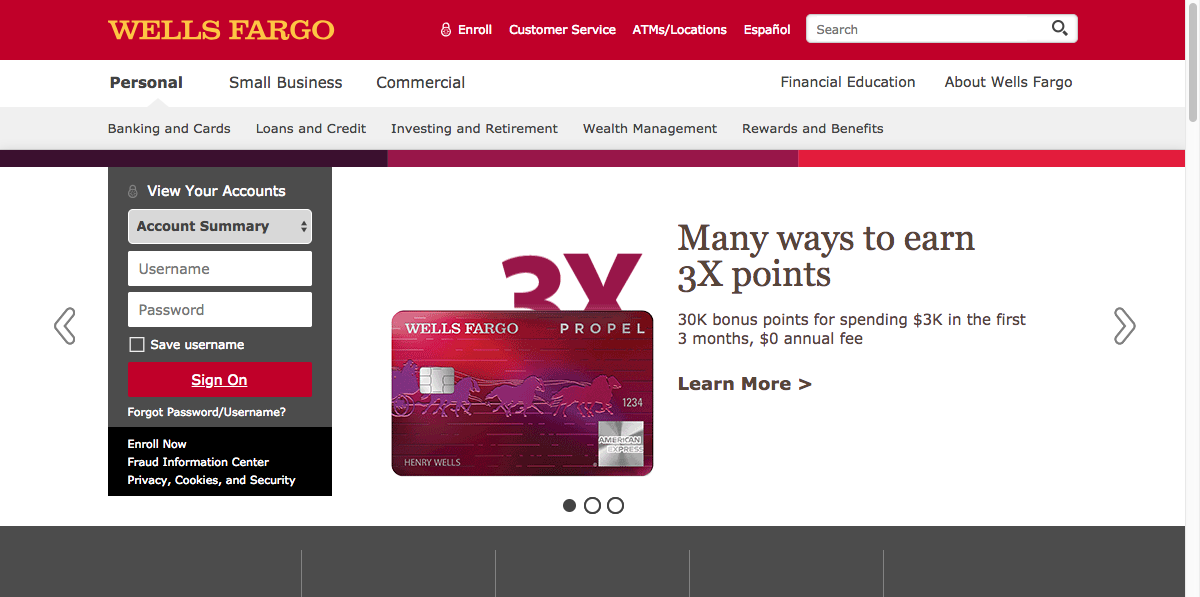 WELLS FARGO
Enroll Customer Service ATMs/Locations Español Search
Personal Small Business Commercial Financial Education About Wells Fargo
Banking and Cards Loans and Credit Investing and Retirement Wealth Management Rewards and Benefits
View Your Accounts
Account Summary
Username
Password
Save username
Sign On
Forgot Password/Username?
Enroll Now
Fraud Information Center
Privacy, Cookies, and Security
3X
WELLS FARGO PROPEL
1234
AMERICAN
EXPRESS
HENRY WELLS
Many ways to earn
3X points
30K bonus points for spending $3K in the first
3 months, $0 annual fee
Learn More >